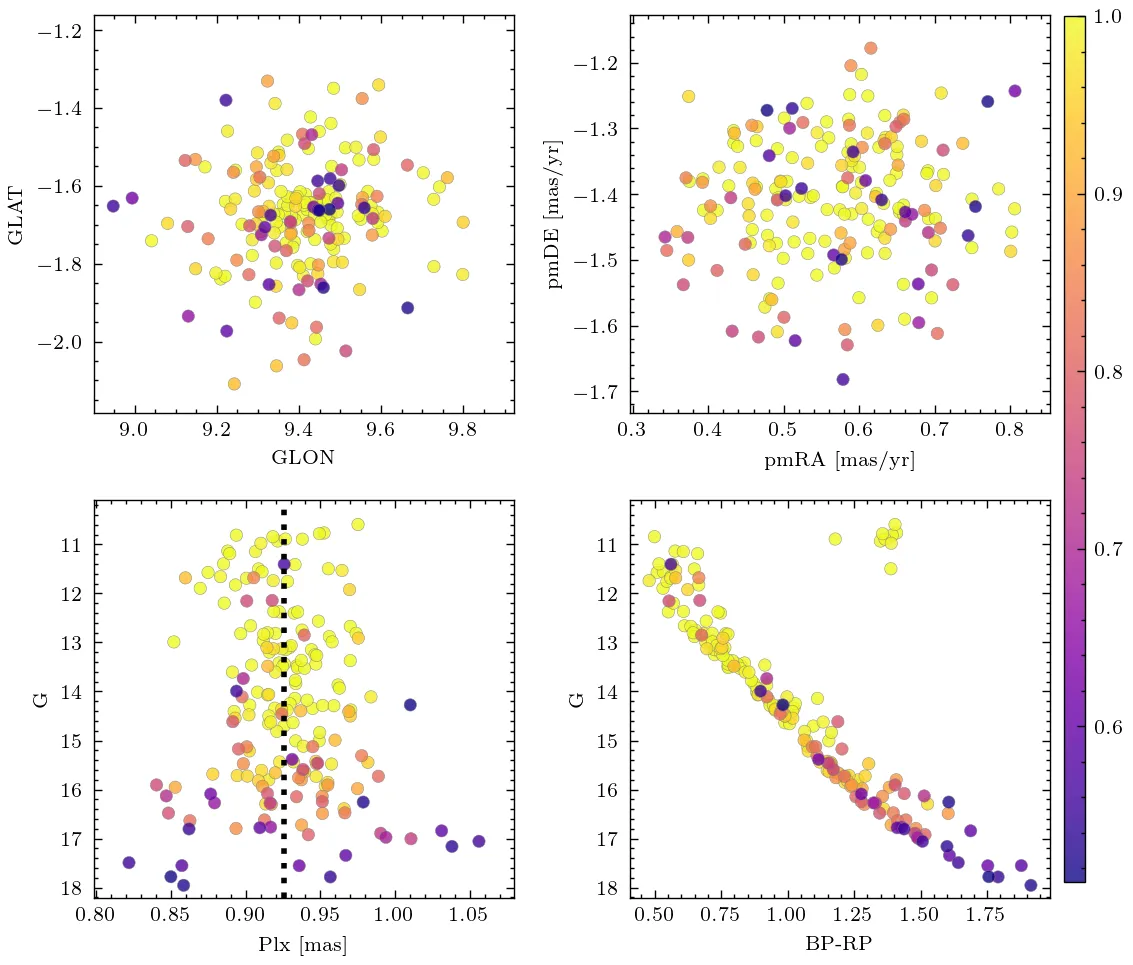 −1.2
−1.4
−1.6
−1.8
−2.0
GLAT
9.0 9.2 9.4 9.6 9.8
GLON
−1.2
−1.3
−1.4
−1.5
−1.6
−1.7
pmDE [mas/yr]
0.3 0.4 0.5 0.6 0.7 0.8
pmRA [mas/yr]
1.0
0.9
0.8
0.7
0.6
11
12
13
14
15
16
17
18
G
0.80 0.85 0.90 0.95 1.00 1.05
Plx [mas]
11
12
13
14
15
16
17
18
G
0.50 0.75 1.00 1.25 1.50 1.75
BP-RP